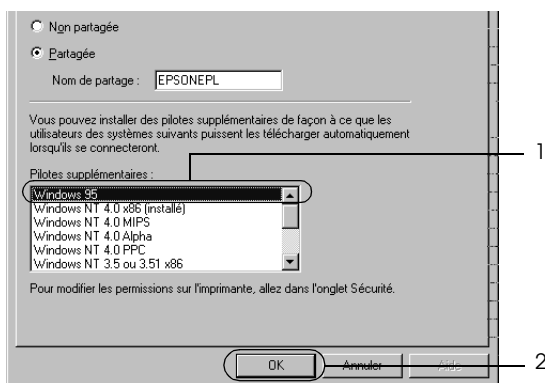 Non partagée
Partagée
Nom de partage : EPSONEPL
Vous pouvez installer des pilotes supplémentaires de façon à ce que les
utilisateurs des systèmes suivants puissent les télécharger automatiquement
lorsqu'ils se connecteront.
1
Pilotes supplémentaires :
Windows 95
Windows NT 4.0 x86 (installé)
Windows NT 4.0 MIPS
Windows NT 4.0 Alpha
Windows NT 4.0 PPC
Windows NT 3.5 ou 3.51 x86
Pour modifier les permissions sur l'imprimante, allez dans l'onglet Sécurité.
OK Annuler Aide 2